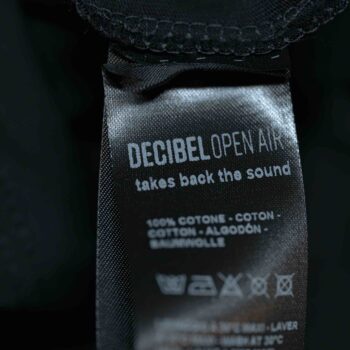 DECIBEL OPEN AIR
takes back the sound
100% COTONE - COTON -
COTTON - ALGODÓN -
BAUMWOLLE